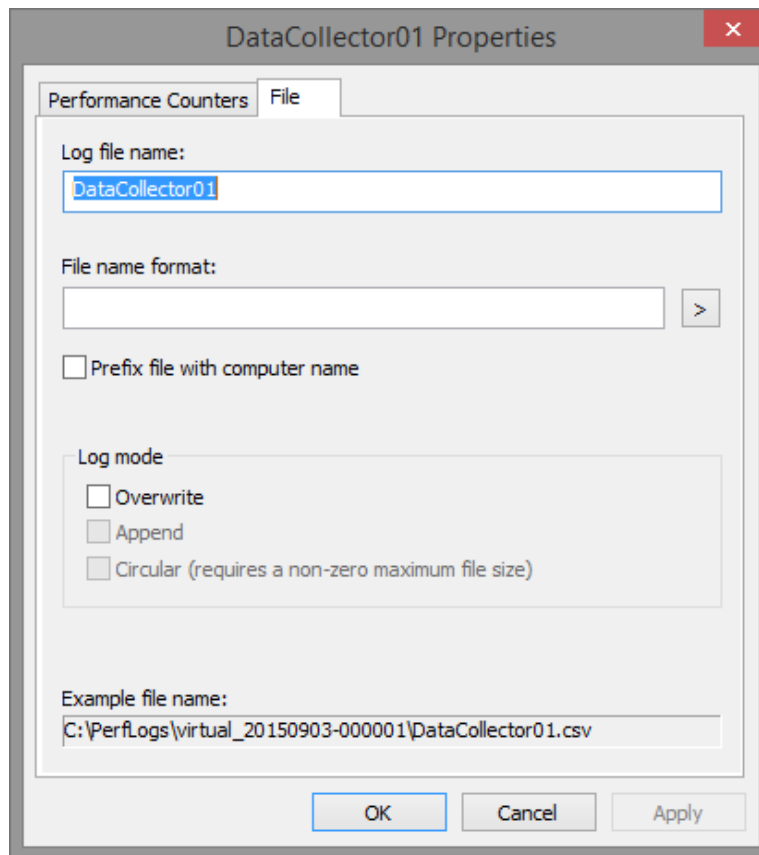 DataCollector01 Properties
Performance Counters
File
Log file name:
DataCollector01
File name format:
>
Prefix file with computer name
Log mode
Overwrite
Append
Circular (requires a non-zero maximum file size)
Example file name:
C:\PerfLogs\virtual_20150903-000001\DataCollector01.csv
OK
Cancel
Apply